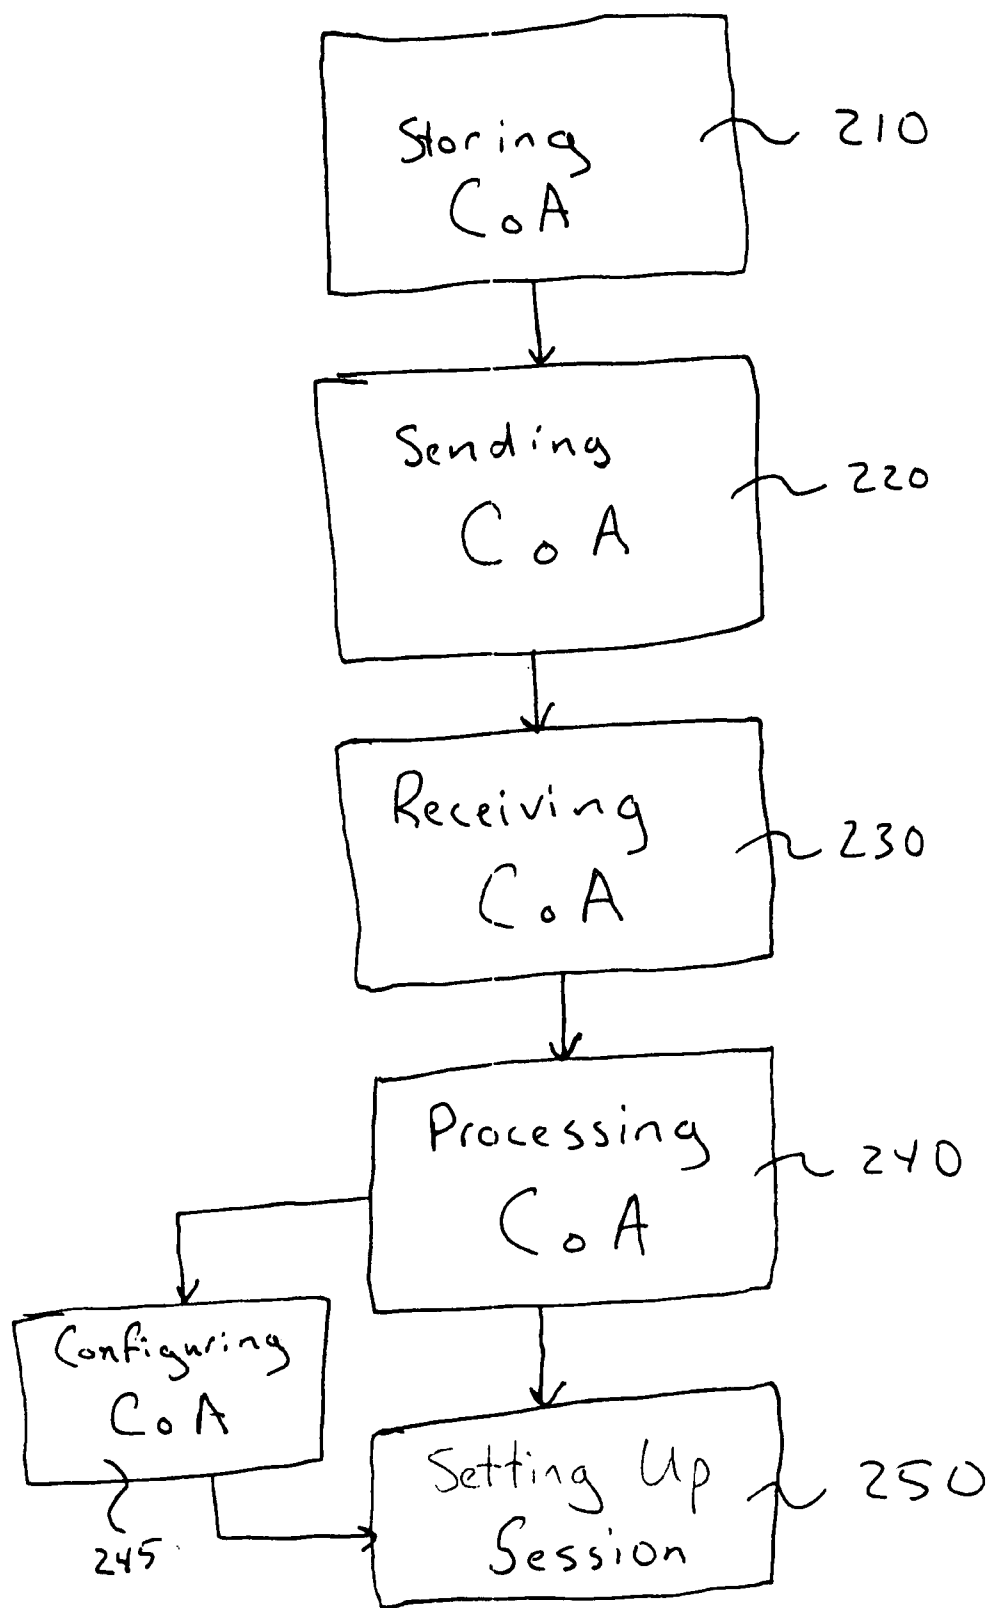 Storing
CoA
210
Sending
CoA
220
Receiving
CoA
230
Processing
CoA
240
Configuring
CoA
245
Setting Up
Session
250